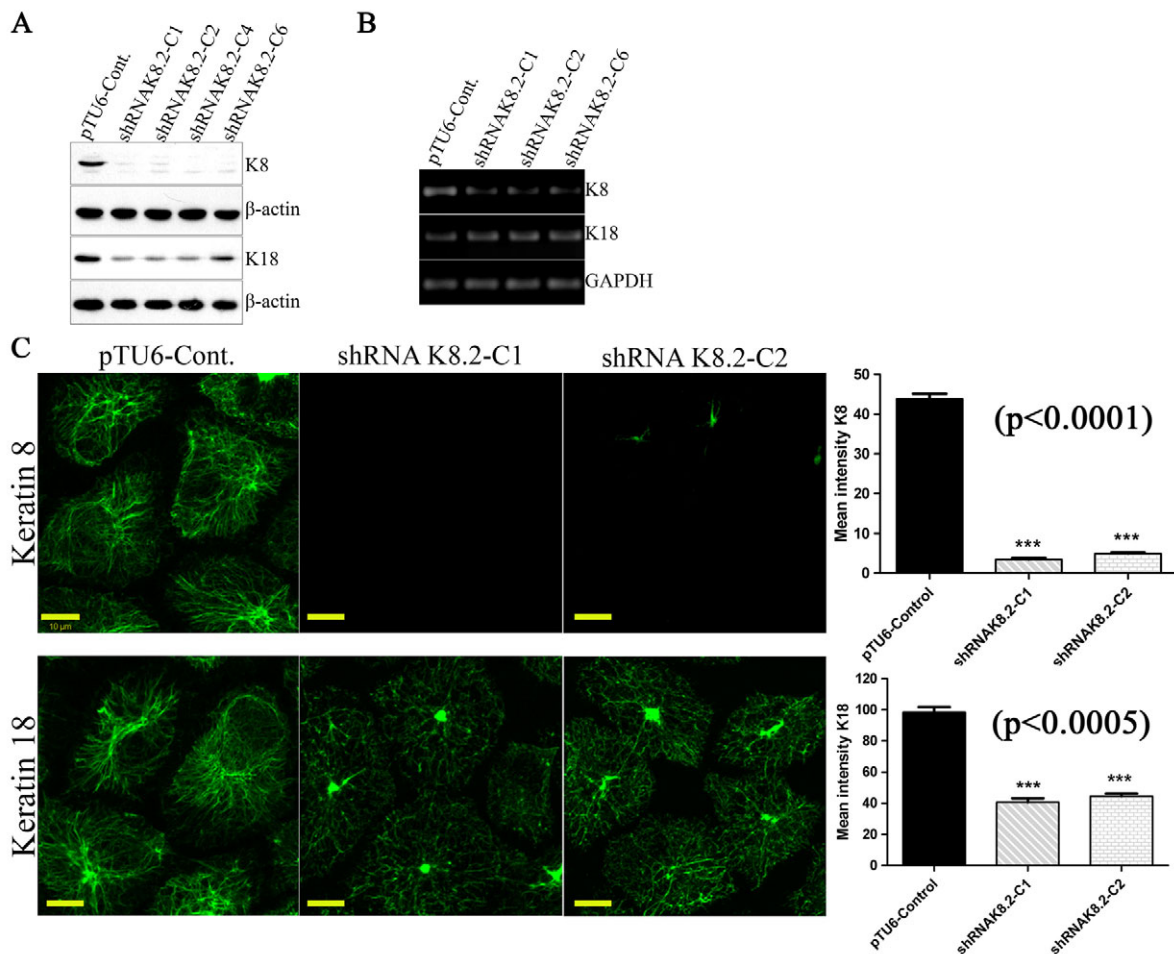 A
pTU6-Cont.
shRNAK8.2-C1
shRNAK8.2-C2
shRNAK8.2-C4
shRNAK8.2-C6
K8
β-actin
K18
β-actin
B
pTU6-Cont.
shRNAK8.2-C1
shRNAK8.2-C2
shRNAK8.2-C6
K8
K18
GAPDH
C
pTU6-Cont.
shRNA K8.2-C1
shRNA K8.2-C2
Keratin 8
10 µm
Keratin 18
Mean intensity K8
50
40
30
20
10
0
(p<0.0001)
***
***
pTU6-Control
shRNAK8.2-C1
shRNAK8.2-C2
Mean intensity K18
120
100
80
60
40
20
0
(p<0.0005)
***
***
pTU6-Control
shRNAK8.2-C1
shRNAK8.2-C2